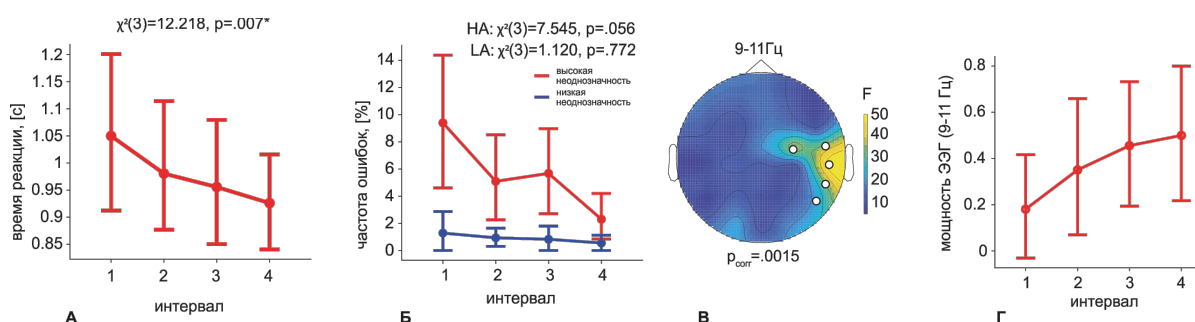 χ²(3)=12.218, p=.007*
время реакции, [с]
1.2
1.15
1.1
1.05
1
0.95
0.9
0.85
1 2 3 4
интервал
А
HA: χ²(3)=7.545, p=.056
LA: χ²(3)=1.120, p=.772
высокая
неоднозначность
низкая
неоднозначность
частота ошибок, [%]
14
12
10
8
6
4
2
0
1 2 3 4
интервал
Б
9-11Гц
F
50
40
30
20
10
pcorr=.0015
В
мощность ЭЭГ (9-11 Гц)
0.8
0.6
0.4
0.2
0
1 2 3 4
интервал
Г